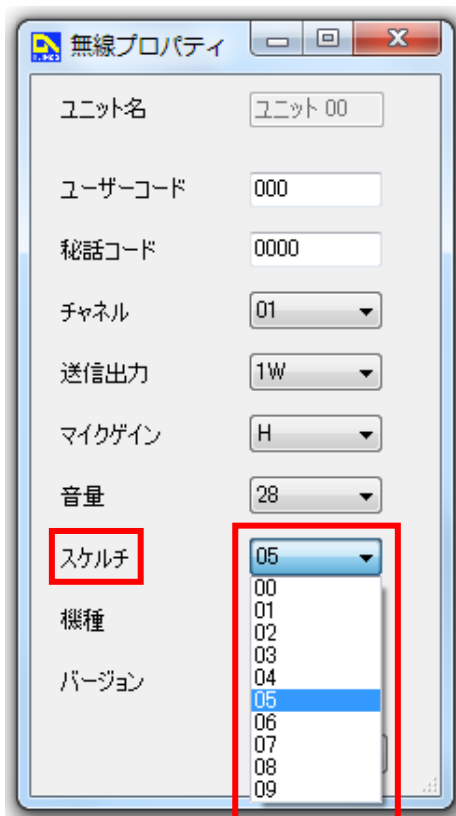 無線プロパティ
ユニット名 ユニット 00
ユーザーコード 000
秘話コード 0000
チャネル 01
送信出力 1W
マイクゲイン H
音量 28
スケルチ 05
00
01
機種
02
03
04
バージョン
05
06
07
08
09